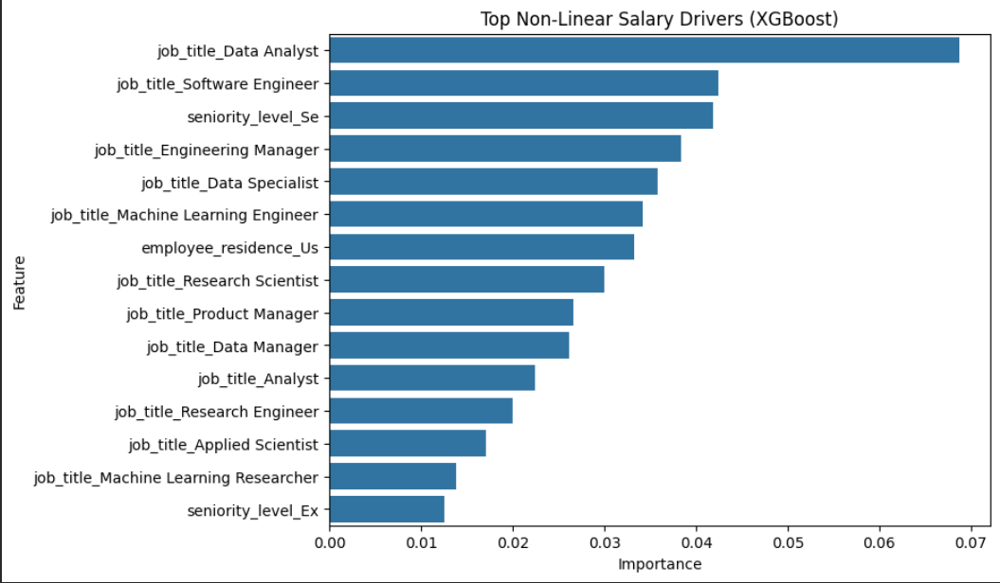 Top Non-Linear Salary Drivers (XGBoost)
job_title_Data Analyst
job_title_Software Engineer
seniority_level_Se
job_title_Engineering Manager
job_title_Data Specialist
job_title_Machine Learning Engineer
employee_residence_Us
job_title_Research Scientist
job_title_Product Manager
job_title_Data Manager
job_title_Analyst
job_title_Research Engineer
job_title_Applied Scientist
job_title_Machine Learning Researcher
seniority_level_Ex
Feature
0.00 0.01 0.02 0.03 0.04 0.05 0.06 0.07
Importance